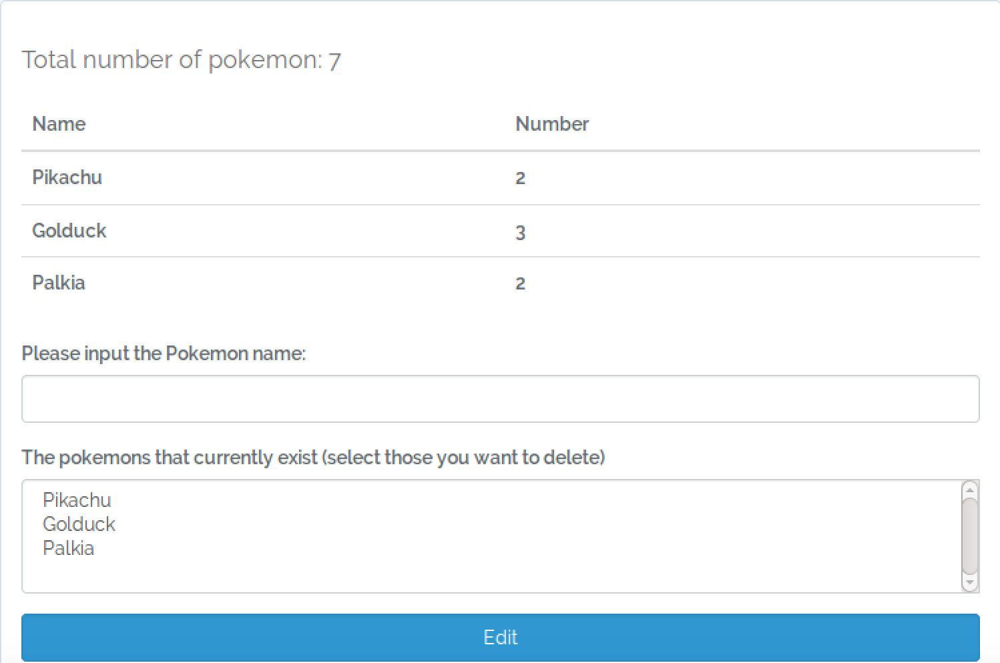 Total number of pokemon: 7
Name Number
Pikachu 2
Golduck 3
Palkia 2
Please input the Pokemon name:
The pokemons that currently exist (select those you want to delete)
Pikachu
Golduck
Palkia
Edit